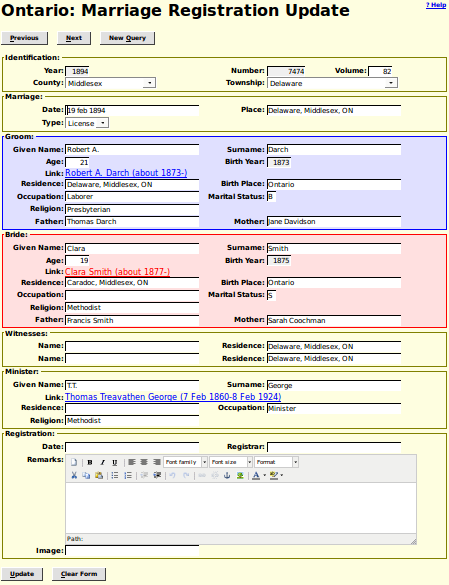 Ontario: Marriage Registration Update
? Help
Previous Next New Query
Identification:
Year: 1894 Number: 7474 Volume: 82
County: Middlesex Township: Delaware
Marriage:
Date: 19 feb 1894 Place: Delaware, Middlesex, ON
Type: License
Groom:
Given Name: Robert A. Surname: Darch
Age: 21 Birth Year: 1873
Link: Robert A. Darch (about 1873-)
Residence: Delaware, Middlesex, ON Birth Place: Ontario
Occupation: Laborer Marital Status: B
Religion: Presbyterian
Father: Thomas Darch Mother: Jane Davidson
Bride:
Given Name: Clara Surname: Smith
Age: 19 Birth Year: 1875
Link: Clara Smith (about 1877-)
Residence: Caradoc, Middlesex, ON Birth Place: Ontario
Occupation: Marital Status: S
Religion: Methodist
Father: Francis Smith Mother: Sarah Coochman
Witnesses:
Name: Residence: Delaware, Middlesex, ON
Name: Residence: Delaware, Middlesex, ON
Minister:
Given Name: T.T. Surname: George
Link: Thomas Treavathen George (7 Feb 1860-8 Feb 1924)
Residence: Occupation: Minister
Religion: Methodist
Registration:
Date: Registrar:
Remarks: B I U Font family Font size Format
Path:
Image:
Update Clear Form